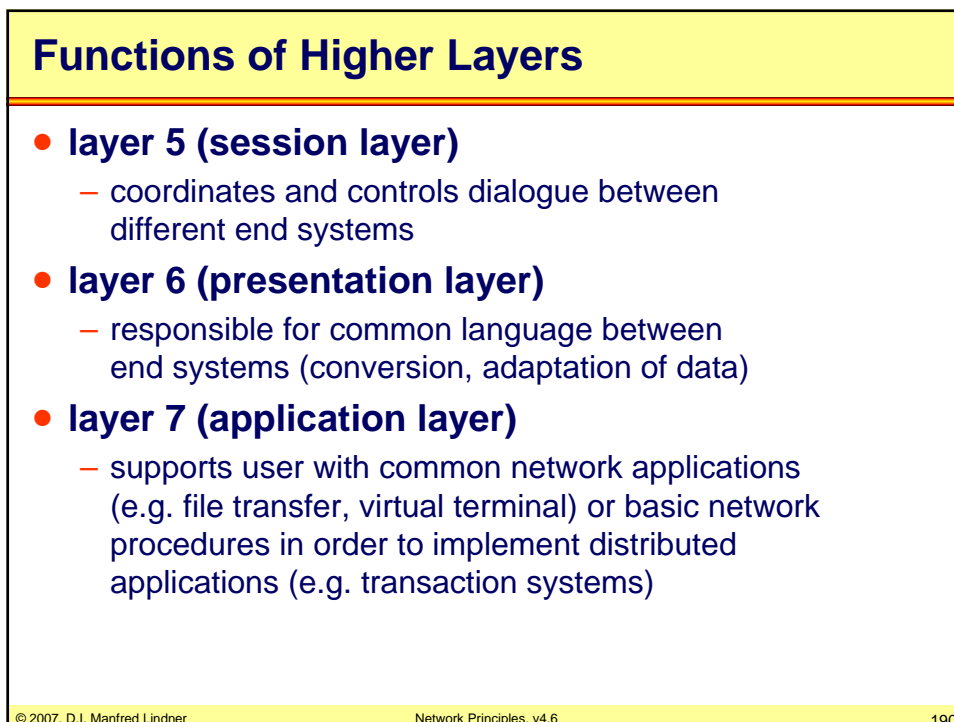 Functions of Higher Layers
• layer 5 (session layer)
– coordinates and controls dialogue between
different end systems
• layer 6 (presentation layer)
– responsible for common language between
end systems (conversion, adaptation of data)
• layer 7 (application layer)
– supports user with common network applications
(e.g. file transfer, virtual terminal) or basic network
procedures in order to implement distributed
applications (e.g. transaction systems)
© 2007, D.I. Manfred Lindner Network Principles, v4.6 190